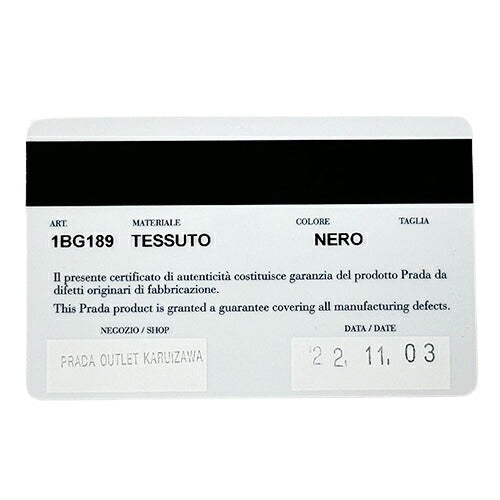 ART. MATERIALE COLORE TAGLIA
1BG189 TESSUTO NERO
Il presente certificato di autenticità costituisce garanzia del prodotto Prada da
difetti originari di fabbricazione.
This Prada product is granted a guarantee covering all manufacturing defects.
NEGOZIO / SHOP DATA / DATE
PRADA OUTLET KARUIZAWA '22.11.03